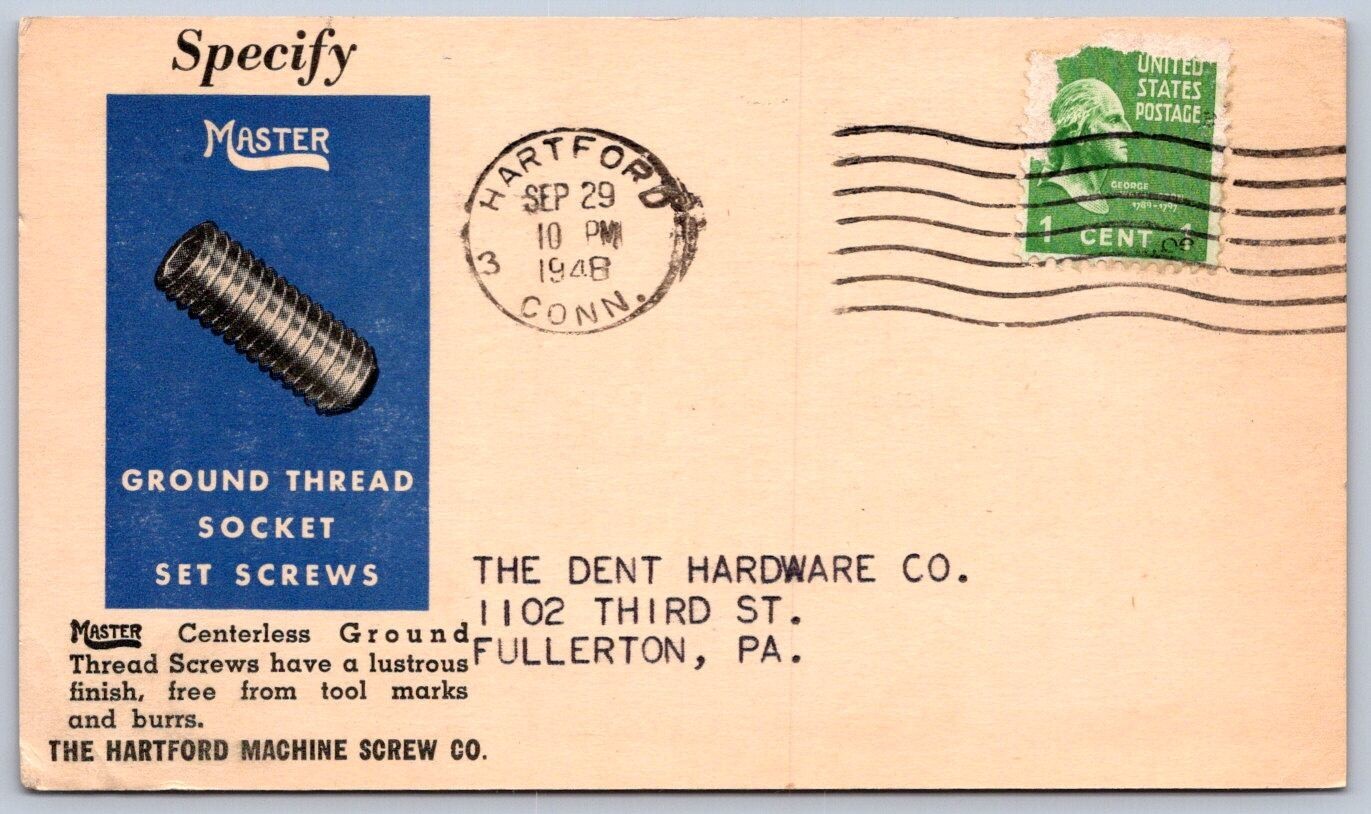 Specify
MASTER
GROUND THREAD
SOCKET
SET SCREWS
MASTER Centerless Ground
Thread Screws have a lustrous
finish, free from tool marks
and burrs.
THE HARTFORD MACHINE SCREW CO.
HARTFORD
SEP 29
10 PM
1948
3
CONN.
UNITED
STATES
POSTAGE
GEORGE
1789-1797
1 CENT 1
THE DENT HARDWARE CO.
1102 THIRD ST.
FULLERTON, PA.